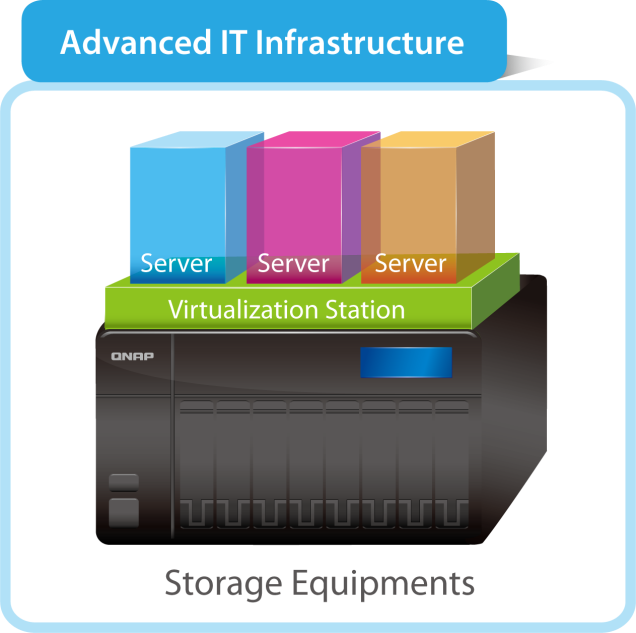 Advanced IT Infrastructure
Server Server Server
Virtualization Station
QNAP
Storage Equipments